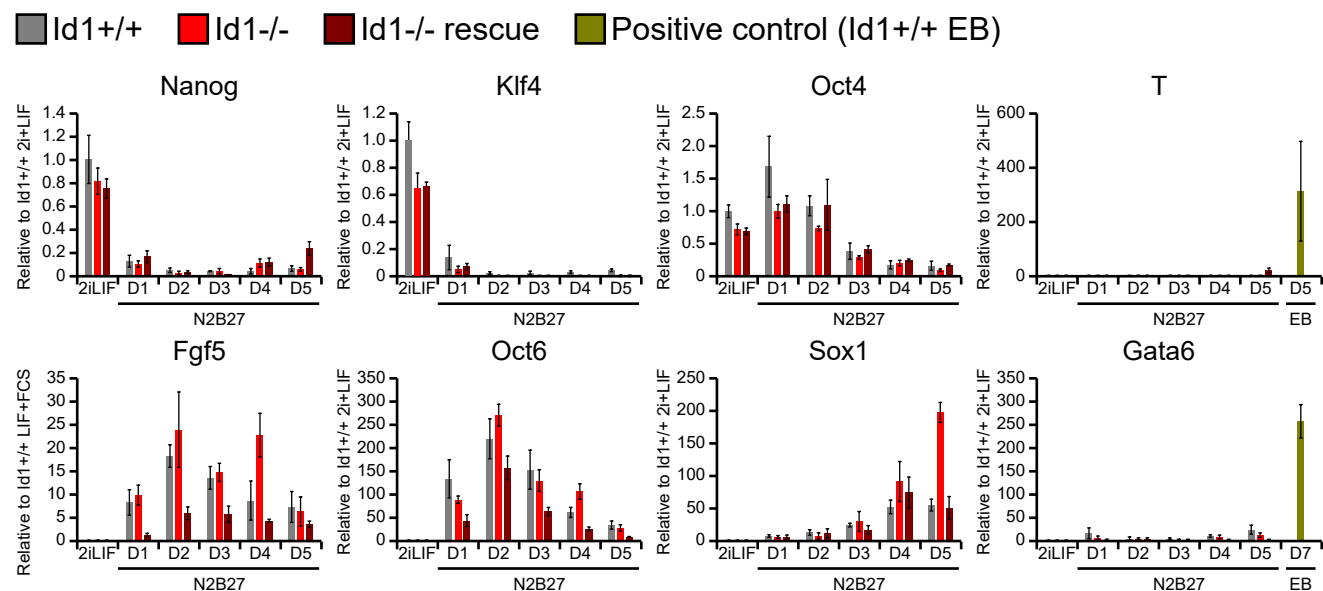 Id1+/+ Id1-/- Id1-/- rescue Positive control (Id1+/+ EB)
Nanog
Relative to Id1+/+ 2i+LIF
1.4
1.2
1.0
0.8
0.6
0.4
0.2
0
2iLIF D1 D2 D3 D4 D5
N2B27
Klf4
Relative to Id1+/+ 2i+LIF
1.2
1.0
0.8
0.6
0.4
0.2
0
2iLIF D1 D2 D3 D4 D5
N2B27
Oct4
Relative to Id1+/+ 2i+LIF
2.5
2.0
1.5
1.0
0.5
0
2iLIF D1 D2 D3 D4 D5
N2B27
T
Relative to Id1+/+ 2i+LIF
600
400
200
0
2iLIF D1 D2 D3 D4 D5 D5
N2B27 EB
Fgf5
Relative to Id1+/+ LIF+FCS
35
30
25
20
15
10
5
0
2iLIF D1 D2 D3 D4 D5
N2B27
Oct6
Relative to Id1+/+ 2i+LIF
350
300
250
200
150
100
50
0
2iLIF D1 D2 D3 D4 D5
N2B27
Sox1
Relative to Id1+/+ 2i+LIF
250
200
150
100
50
0
2iLIF D1 D2 D3 D4 D5
N2B27
Gata6
Relative to Id1+/+ 2i+LIF
350
300
250
200
150
100
50
0
2iLIF D1 D2 D3 D4 D5 D7
N2B27 EB